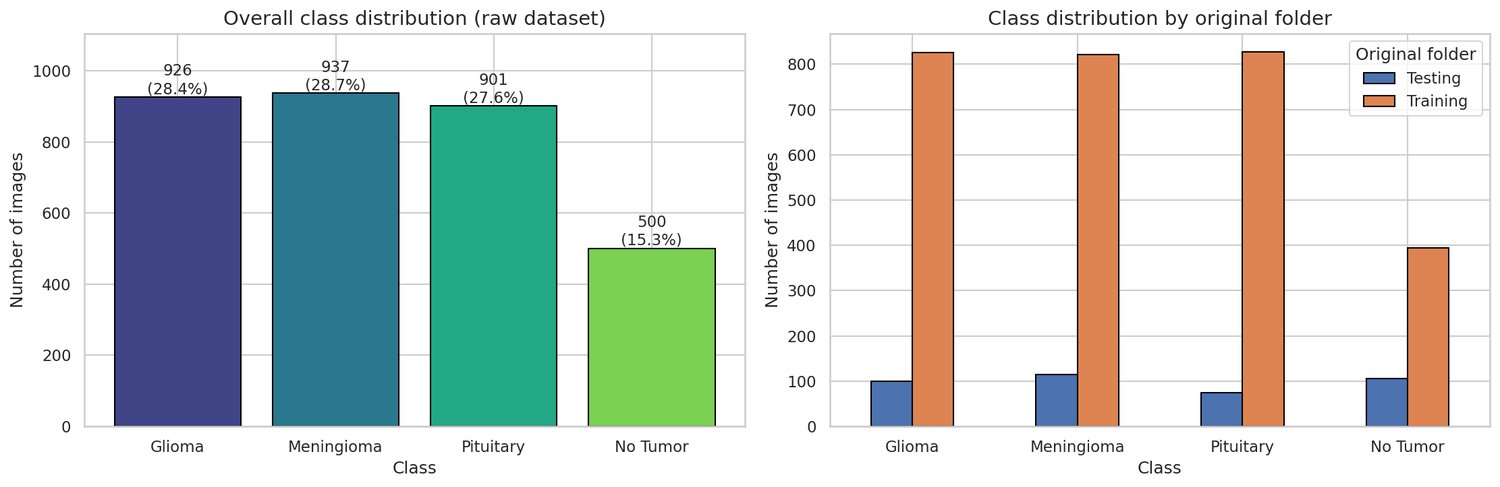 Overall class distribution (raw dataset)
Number of images
1000
800
600
400
200
0
926
(28.4%)
937
(28.7%)
901
(27.6%)
500
(15.3%)
Glioma
Meningioma
Pituitary
No Tumor
Class
Class distribution by original folder
Number of images
800
700
600
500
400
300
200
100
0
Original folder
Testing
Training
Glioma
Meningioma
Pituitary
No Tumor
Class